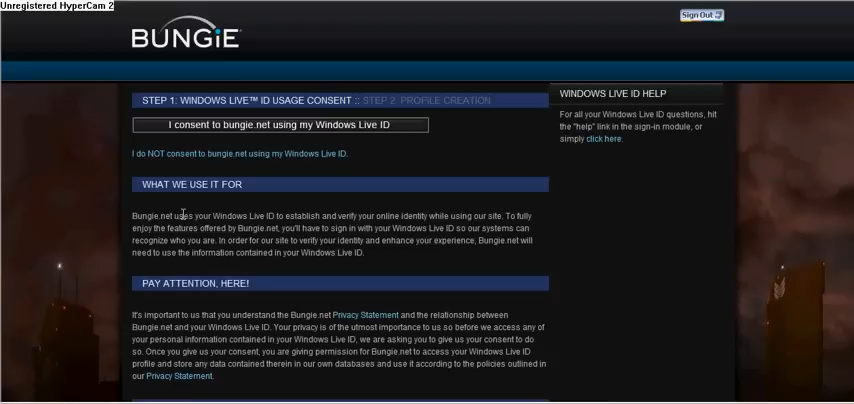 Unregistered HyperCam 2
Sign Out
BUNGiE
STEP 1: WINDOWS LIVE™ ID USAGE CONSENT :: STEP 2: PROFILE CREATION
WINDOWS LIVE ID HELP
I consent to bungie.net using my Windows Live ID
For all your Windows Live ID questions, hit
the "help" link in the sign-in module, or
simply click here.
I do NOT consent to bungie.net using my Windows Live ID.
WHAT WE USE IT FOR
Bungie.net uses your Windows Live ID to establish and verify your online identity while using our site. To fully
enjoy the features offered by Bungie.net, you'll have to sign in with your Windows Live ID so our systems can
recognize who you are. In order for our site to verify your identity and enhance your experience, Bungie.net will
need to use the information contained in your Windows Live ID.
PAY ATTENTION, HERE!
It's important to us that you understand the Bungie.net Privacy Statement and the relationship between
Bungie.net and your Windows Live ID. Your privacy is of the utmost importance to us so before we access any of
your personal information contained in your Windows Live ID, we are asking you to give us your consent to do
so. Once you give us your consent, you are giving permission for Bungie.net to access your Windows Live ID
profile and store any data contained therein in our own databases and use it according to the policies outlined in
our Privacy Statement.